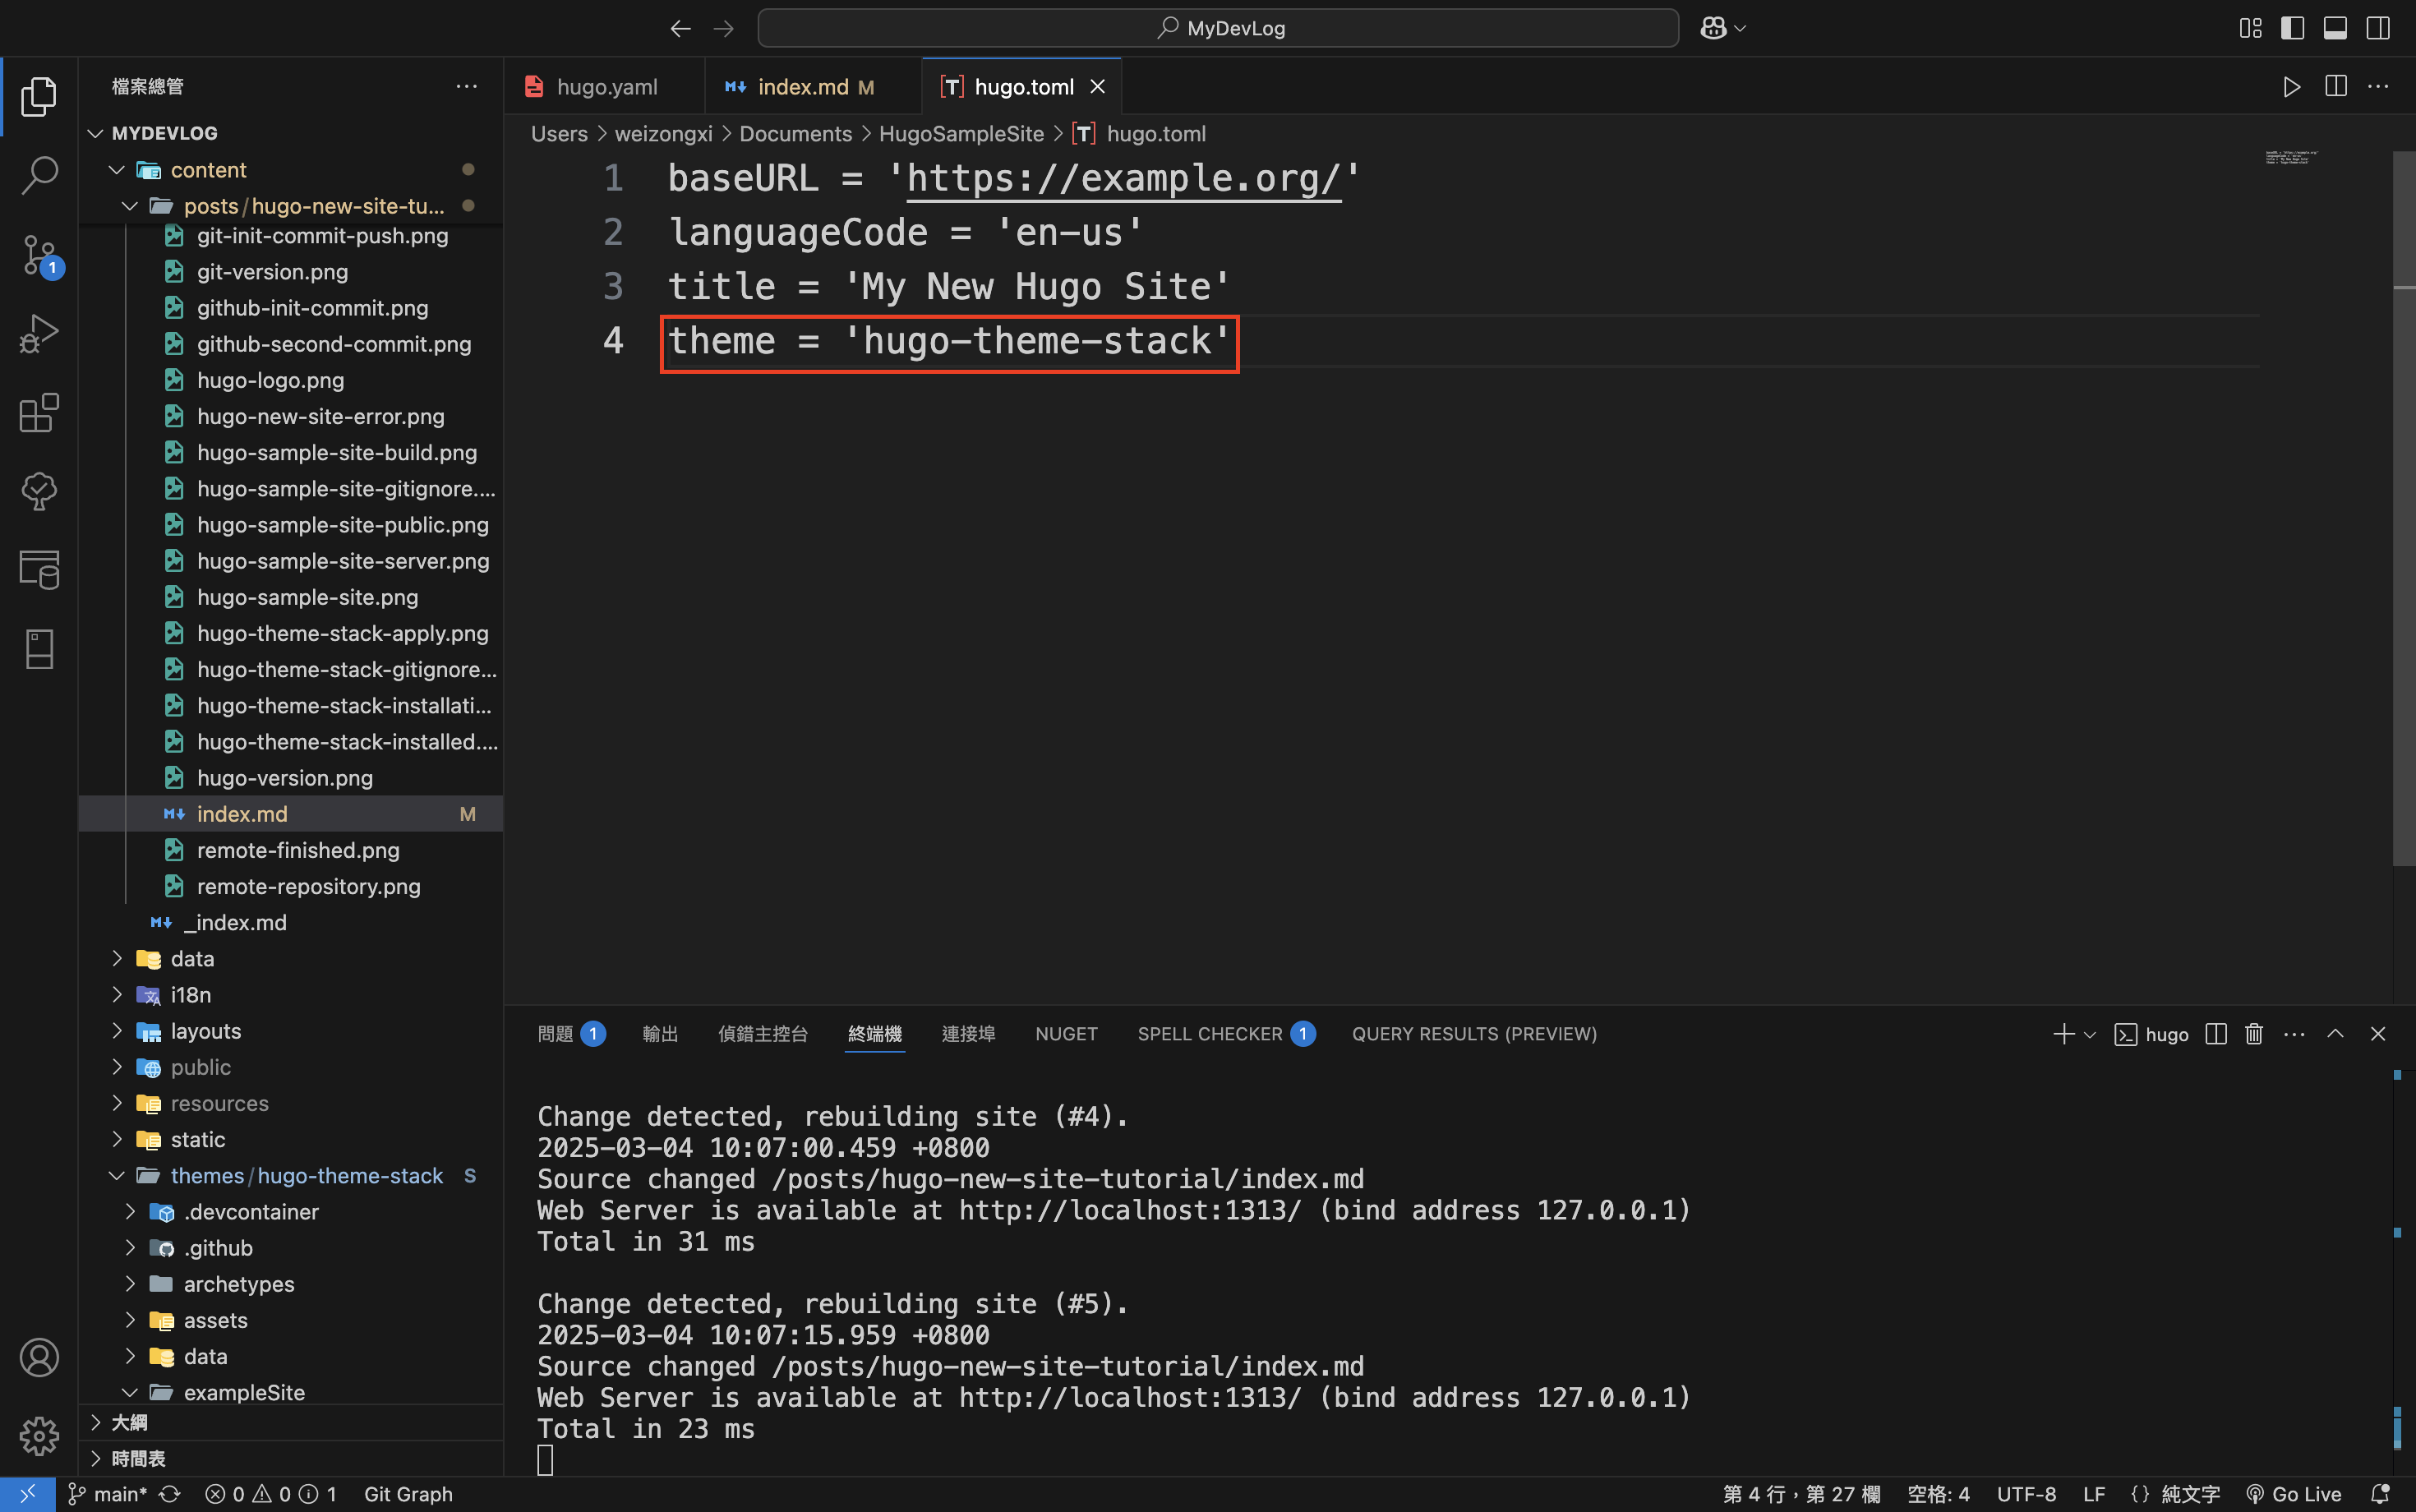 MyDevLog
檔案總管
MYDEVLOG
content
posts/hugo-new-site-tu...
git-init-commit-push.png
git-version.png
github-init-commit.png
github-second-commit.png
hugo-logo.png
hugo-new-site-error.png
hugo-sample-site-build.png
hugo-sample-site-gitignore....
hugo-sample-site-public.png
hugo-sample-site-server.png
hugo-sample-site.png
hugo-theme-stack-apply.png
hugo-theme-stack-gitignore...
hugo-theme-stack-installati...
hugo-theme-stack-installed....
hugo-version.png
index.md M
remote-finished.png
remote-repository.png
_index.md
data
i18n
layouts
public
resources
static
themes/hugo-theme-stack S
.devcontainer
.github
archetypes
assets
data
exampleSite
大綱
時間表
1
hugo.yaml
index.md M
hugo.toml
Users > weizongxi > Documents > HugoSampleSite > hugo.toml
1 baseURL = 'https://example.org/'
2 languageCode = 'en-us'
3 title = 'My New Hugo Site'
4 theme = 'hugo-theme-stack'
問題 1 輸出 偵錯主控台 終端機 連接埠 NUGET SPELL CHECKER 1 QUERY RESULTS (PREVIEW) hugo
Change detected, rebuilding site (#4).
2025-03-04 10:07:00.459 +0800
Source changed /posts/hugo-new-site-tutorial/index.md
Web Server is available at http://localhost:1313/ (bind address 127.0.0.1)
Total in 31 ms
Change detected, rebuilding site (#5).
2025-03-04 10:07:15.959 +0800
Source changed /posts/hugo-new-site-tutorial/index.md
Web Server is available at http://localhost:1313/ (bind address 127.0.0.1)
Total in 23 ms
main* 0 0 1 Git Graph 第 4 行，第 27 欄 空格: 4 UTF-8 LF {} 純文字 Go Live